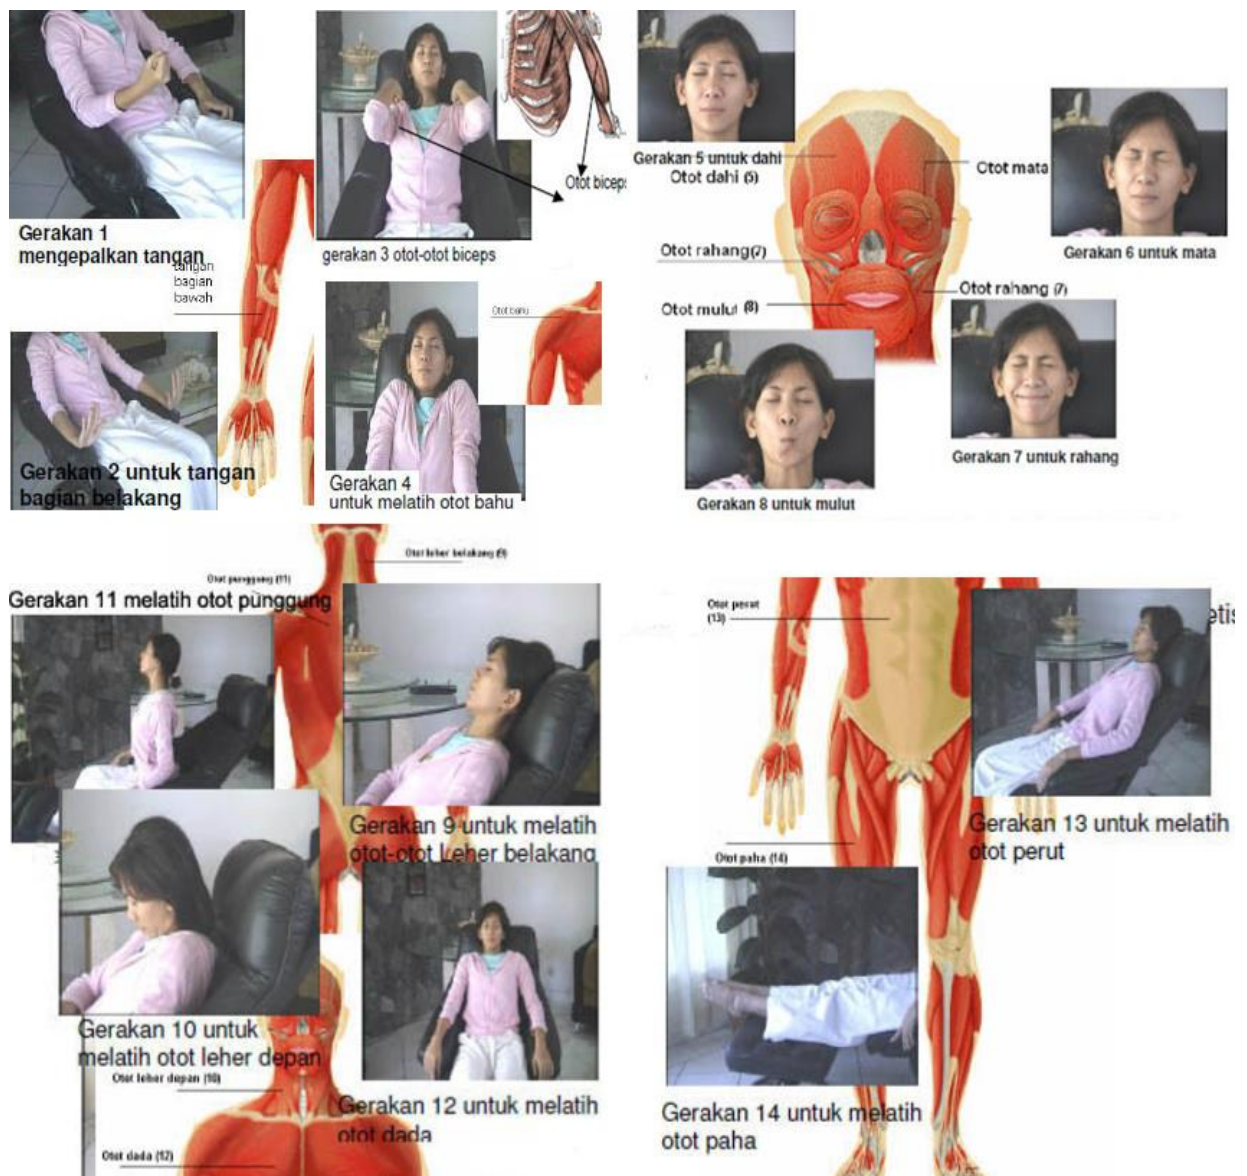 Gerakan 1
mengepalkan tangan
tangan
bagian
bawah
Gerakan 2 untuk tangan
bagian belakang
gerakan 3 otot-otot biceps
Otot biceps
Otot bahu
Gerakan 4
untuk melatih otot bahu
Gerakan 5 untuk dahi
Otot dahi (5)
Otot mata
Gerakan 6 untuk mata
Otot rahang(7)
Otot rahang (7)
Otot mulut (8)
Gerakan 7 untuk rahang
Gerakan 8 untuk mulut
Otot leher belakang (9)
Otot punggung (11)
Gerakan 11 melatih otot punggung
Gerakan 9 untuk melatih
otot-otot Leher belakang
Gerakan 10 untuk
melatih otot leher depan
Otot leher depan (10)
Gerakan 12 untuk melatih
otot dada
Otot dada (12)
Otot perut
(13)
etis
Gerakan 13 untuk melatih
otot perut
Otot paha (14)
Gerakan 14 untuk melatih
otot paha